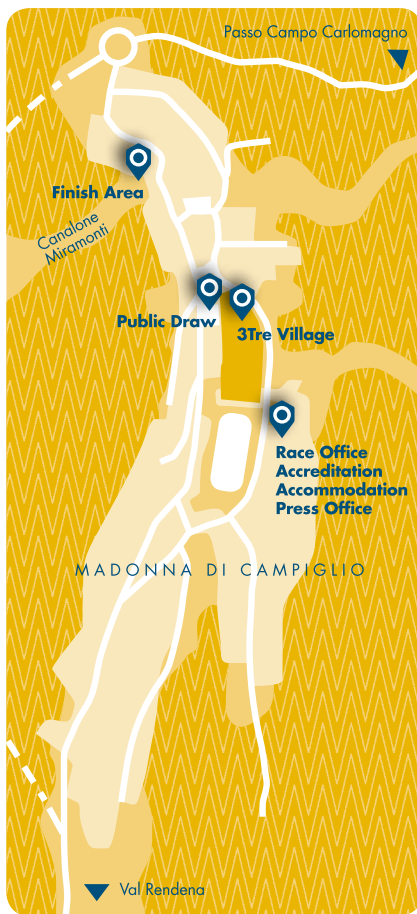 Passo Campo Carlomagno
Finish Area
Canalone
Miramonti
Public Draw
3Tre Village
Race Office
Accreditation
Accommodation
Press Office
MADONNA DI CAMPIGLIO
Val Rendena